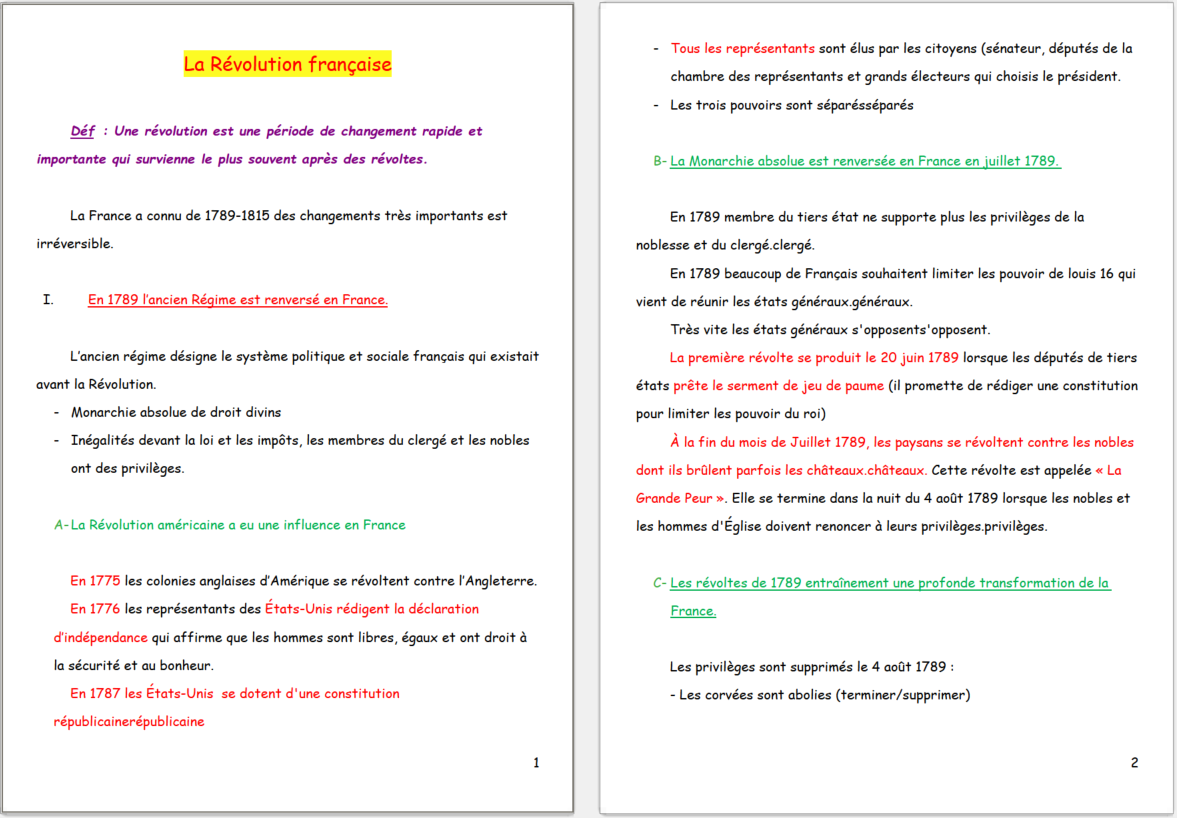 La Révolution française
Déf : Une révolution est une période de changement rapide et
importante qui survienne le plus souvent après des révoltes.
La France a connu de 1789-1815 des changements très importants est
irréversible.
I. En 1789 l'ancien Régime est renversé en France.
L'ancien régime désigne le système politique et sociale français qui existait
avant la Révolution.
- Monarchie absolue de droit divins
- Inégalités devant la loi et les impôts, les membres du clergé et les nobles
ont des privilèges.
A- La Révolution américaine a eu une influence en France
En 1775 les colonies anglaises d'Amérique se révoltent contre l'Angleterre.
En 1776 les représentants des États-Unis rédigent la déclaration
d'indépendance qui affirme que les hommes sont libres, égaux et ont droit à
la sécurité et au bonheur.
En 1787 les États-Unis se dotent d'une constitution
républicainerépublicaine
1
- Tous les représentants sont élus par les citoyens (sénateur, députés de la
chambre des représentants et grands électeurs qui choisis le président.
- Les trois pouvoirs sont séparésséparés
B- La Monarchie absolue est renversée en France en juillet 1789.
En 1789 membre du tiers état ne supporte plus les privilèges de la
noblesse et du clergé.clergé.
En 1789 beaucoup de Français souhaitent limiter les pouvoir de louis 16 qui
vient de réunir les états généraux.généraux.
Très vite les états généraux s'opposents'opposent.
La première révolte se produit le 20 juin 1789 lorsque les députés de tiers
états prête le serment de jeu de paume (il promette de rédiger une constitution
pour limiter les pouvoir du roi)
À la fin du mois de Juillet 1789, les paysans se révoltent contre les nobles
dont ils brûlent parfois les châteaux.châteaux. Cette révolte est appelée « La
Grande Peur ». Elle se termine dans la nuit du 4 août 1789 lorsque les nobles et
les hommes d'Église doivent renoncer à leurs privilèges.privilèges.
C- Les révoltes de 1789 entraînement une profonde transformation de la
France.
Les privilèges sont supprimés le 4 août 1789 :
- Les corvées sont abolies (terminer/supprimer)
2